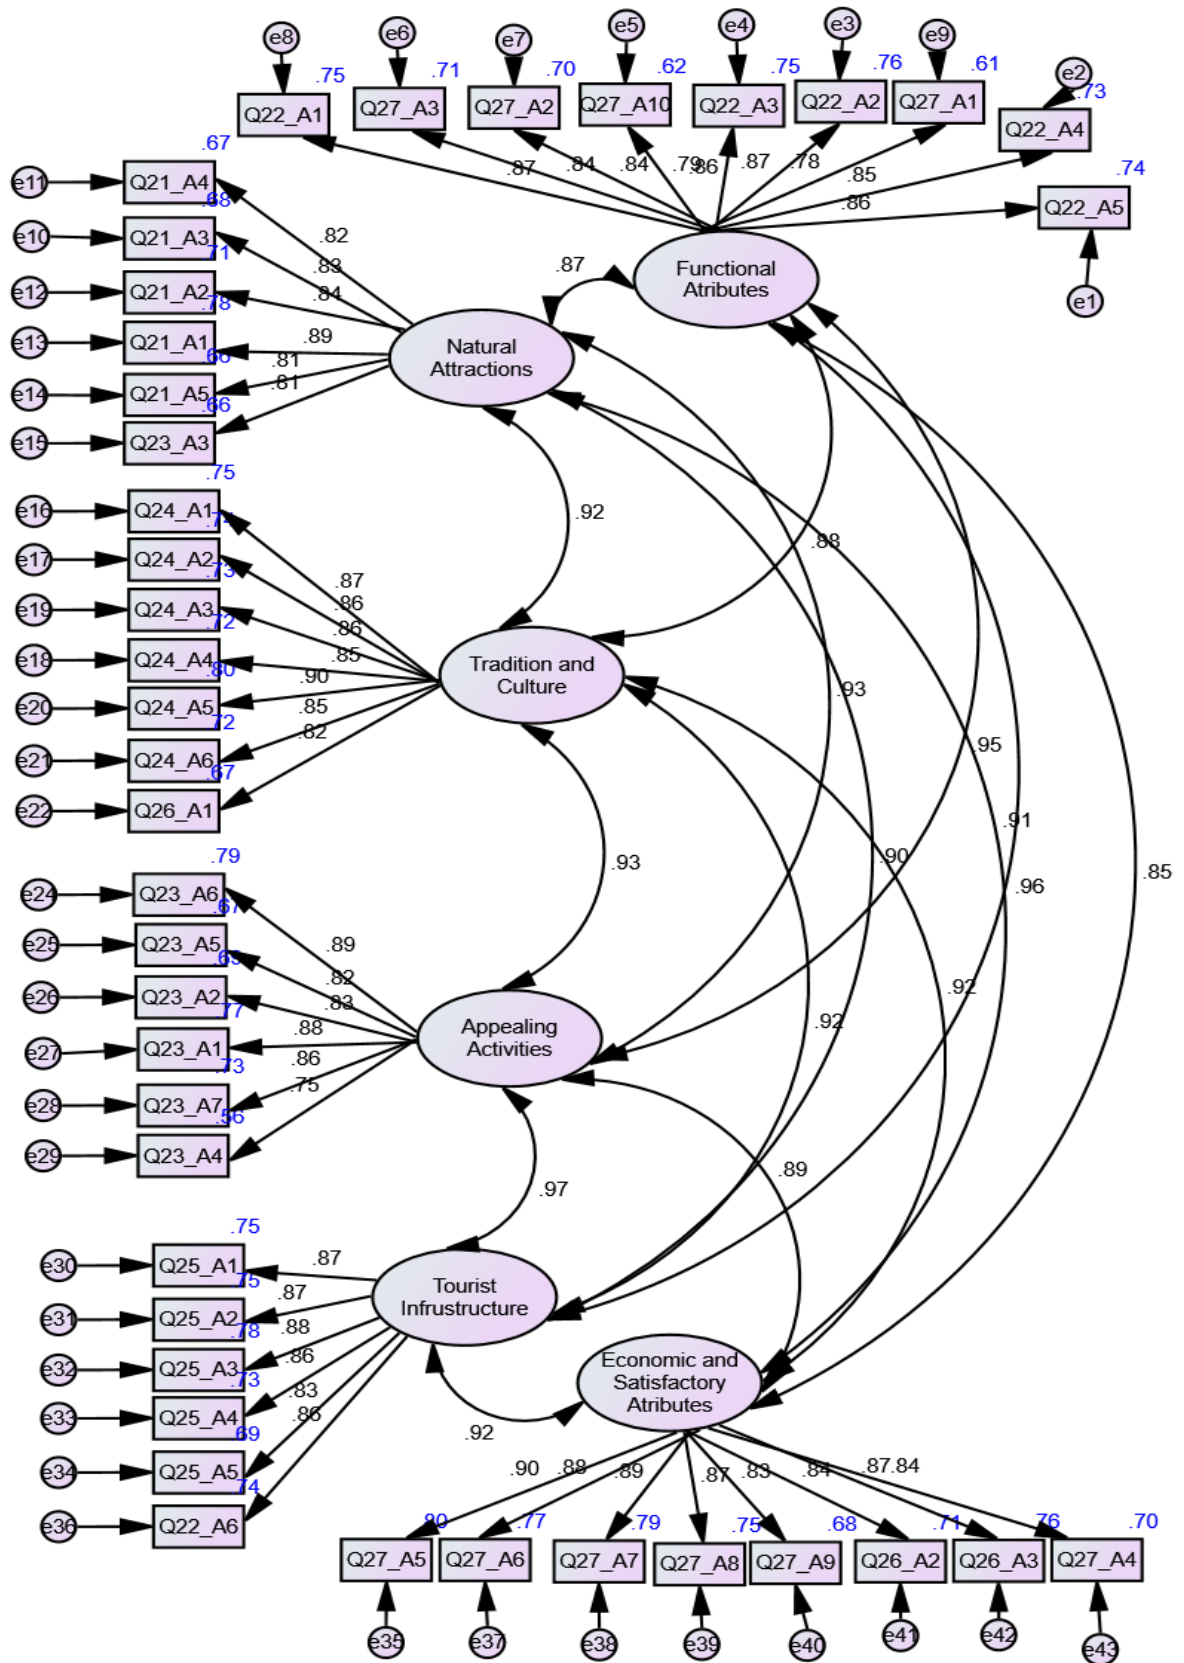 e8
e6
e7
e5
e4
e3
e9
e2
.75
.71
.70
.62
.75
.76
.61
.73
Q22_A1
Q27_A3
Q27_A2
Q27_A10
Q22_A3
Q22_A2
Q27_A1
Q22_A4
.87
.84
.84
.79
.86
.87
.78
.85
.86
.74
Q22_A5
e1
Functional
Atributes
.87
.67
e11
Q21_A4
.68
e10
Q21_A3
.71
e12
Q21_A2
.78
e13
Q21_A1
.66
e14
Q21_A5
.66
e15
Q23_A3
.82
.83
.84
.89
.81
.81
Natural
Attractions
.75
e16
Q24_A1
.74
e17
Q24_A2
.73
e19
Q24_A3
.72
e18
Q24_A4
.80
e20
Q24_A5
.72
e21
Q24_A6
.67
e22
Q26_A1
.87
.86
.86
.85
.90
.85
.82
Tradition and
Culture
.92
.88
.93
.95
.91
.90
.96
.85
.93
.92
.92
.79
e24
Q23_A6
.67
e25
Q23_A5
.69
e26
Q23_A2
.77
e27
Q23_A1
.73
e28
Q23_A7
.56
e29
Q23_A4
.89
.82
.83
.88
.86
.75
Appealing
Activities
.89
.97
.75
e30
Q25_A1
.75
e31
Q25_A2
.78
e32
Q25_A3
.73
e33
Q25_A4
.69
e34
Q25_A5
.74
e36
Q22_A6
.87
.87
.88
.86
.83
.86
Tourist
Infrustructure
.92
Economic and
Satisfactory
Atributes
.90
.88
.89
.87
.83
.84
.87
.84
.80
.77
.79
.75
.68
.71
.76
.70
Q27_A5
Q27_A6
Q27_A7
Q27_A8
Q27_A9
Q26_A2
Q26_A3
Q27_A4
e35
e37
e38
e39
e40
e41
e42
e43